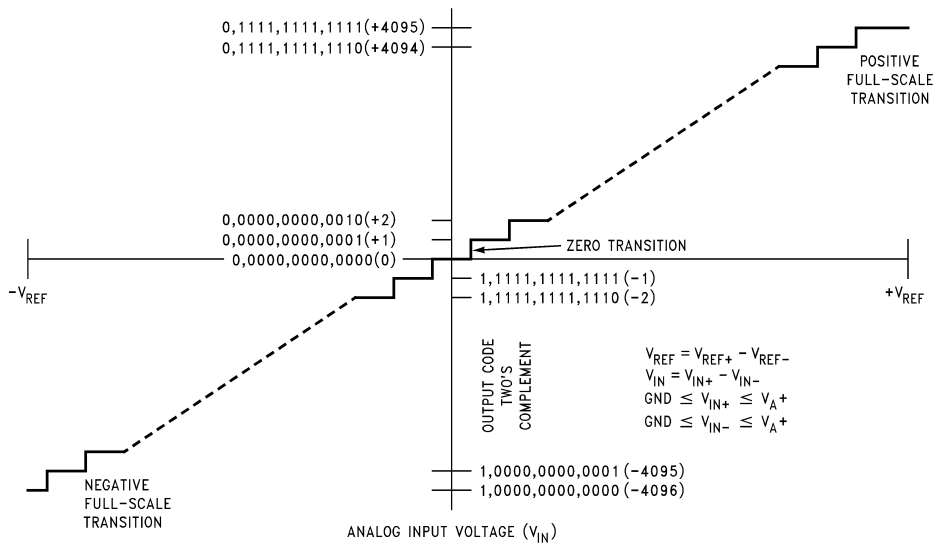 0,1111,1111,1111(+4095)
0,1111,1111,1110(+4094)
POSITIVE
FULL-SCALE
TRANSITION
0,0000,0000,0010(+2)
0,0000,0000,0001(+1)
0,0000,0000,0000(0)
ZERO TRANSITION
-VREF
+VREF
1,1111,1111,1111(-1)
1,1111,1111,1110(-2)
OUTPUT CODE
TWO'S
COMPLEMENT
VREF = VREF+ - VREF-
VIN = VIN+ - VIN-
GND ≤ VIN+ ≤ VA+
GND ≤ VIN- ≤ VA+
1,0000,0000,0001(-4095)
1,0000,0000,0000(-4096)
NEGATIVE
FULL-SCALE
TRANSITION
ANALOG INPUT VOLTAGE (VIN)